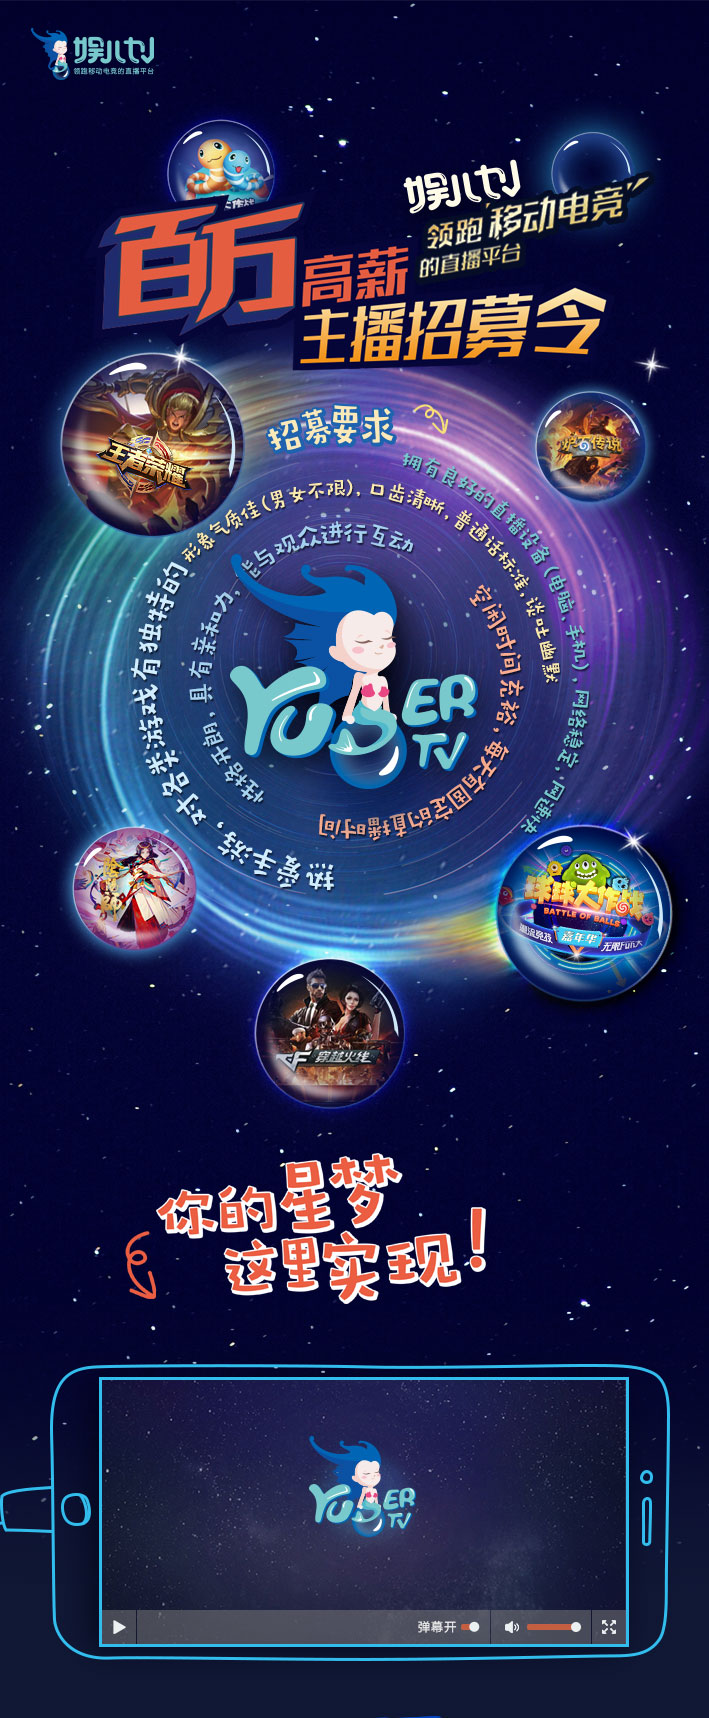 娱儿TV
领跑移动电竞的直播平台
娱儿TV
领跑移动电竞
的直播平台
百万
高薪
主播招募令
招募要求
拥有良好的直播设备(电脑、手机),网络稳定,网速快
形象气质佳(男女不限),口齿清晰,普通话标准,谈吐幽默
性格开朗,具有亲和力,能与观众进行互动
空闲时间充裕,每天有固定的直播时间
热爱手游,对各类游戏有独特的
王者荣耀
炉石传说
YUER
TV
球球大作战
BATTLE OF BALLS
嘉年华
CF 穿越火线
你的星梦
这里实现!
YUER
TV
弹幕开